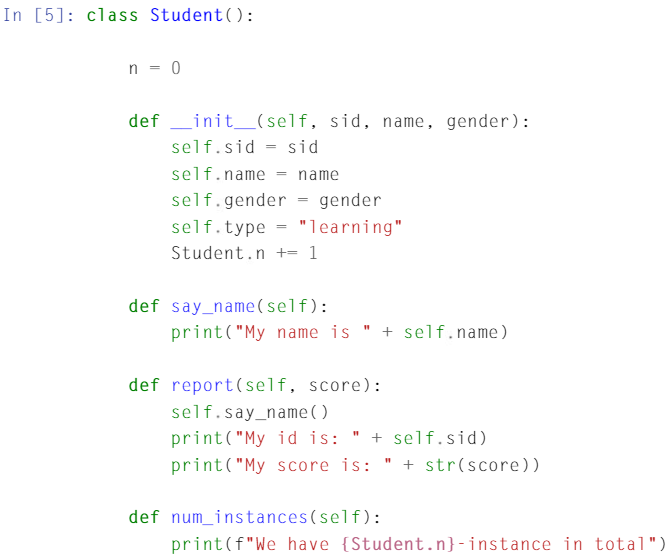 In [5]: class Student():
n = 0
def __init__(self, sid, name, gender):
self.sid = sid
self.name = name
self.gender = gender
self.type = "learning"
Student.n += 1
def say_name(self):
print("My name is " + self.name)
def report(self, score):
self.say_name()
print("My id is: " + self.sid)
print("My score is: " + str(score))
def num_instances(self):
print(f"We have {Student.n}-instance in total")